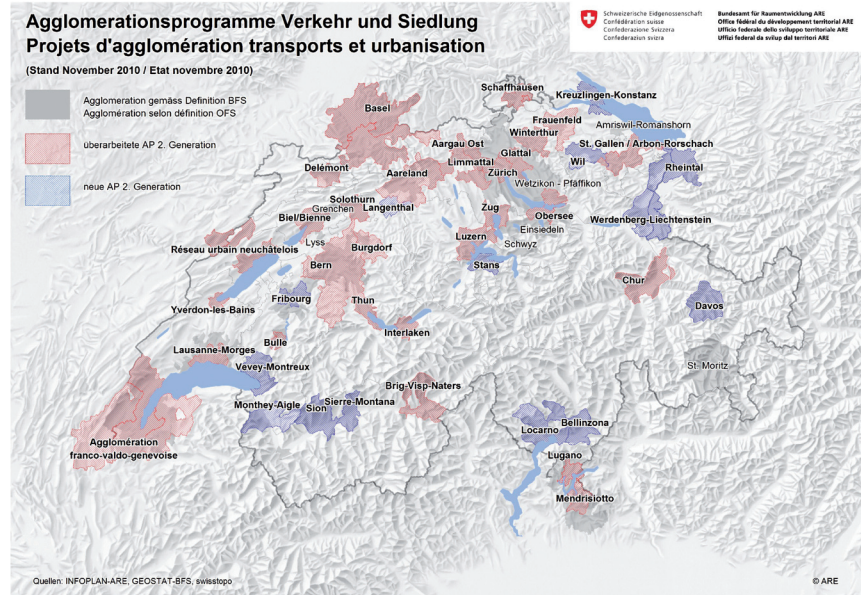 Agglomerationsprogramme Verkehr und Siedlung
Projets d'agglomération transports et urbanisation
(Stand November 2010 / Etat novembre 2010)
Schweizerische Eidgenossenschaft
Confédération suisse
Confederazione Svizzera
Confederaziun svizra
Bundesamt für Raumentwicklung ARE
Office fédéral du développement territorial ARE
Ufficio federale dello sviluppo territoriale ARE
Uffizi federal da svilup dal territori ARE
Agglomeration gemäss Definition BFS
Agglomération selon définition OFS
überarbeitete AP 2. Generation
neue AP 2. Generation
Schaffhausen
Kreuzlingen-Konstanz
Basel
Frauenfeld
Amriswil-Romanshorn
Winterthur
Aargau Ost
St. Gallen / Arbon-Rorschach
Glattal
Limmattal
Wil
Delémont
Aareland
Zürich
Rheintal
Wetzikon - Pfäffikon
Solothurn
Grenchen
Langenthal
Zug
Obersee
Biel/Bienne
Werdenberg-Liechtenstein
Einsiedeln
Luzern
Lyss
Schwyz
Réseau urbain neuchâtelois
Burgdorf
Bern
Stans
Chur
Fribourg
Thun
Davos
Yverdon-les-Bains
Interlaken
Bulle
Lausanne-Morges
Vevey-Montreux
St. Moritz
Brig-Visp-Naters
Monthey-Aigle
Sion
Sierre-Montana
Bellinzona
Locarno
Agglomération
franco-valdo-genevoise
Lugano
Mendrisiotto
Quellen: INFOPLAN-ARE, GEOSTAT-BFS, swisstopo
© ARE